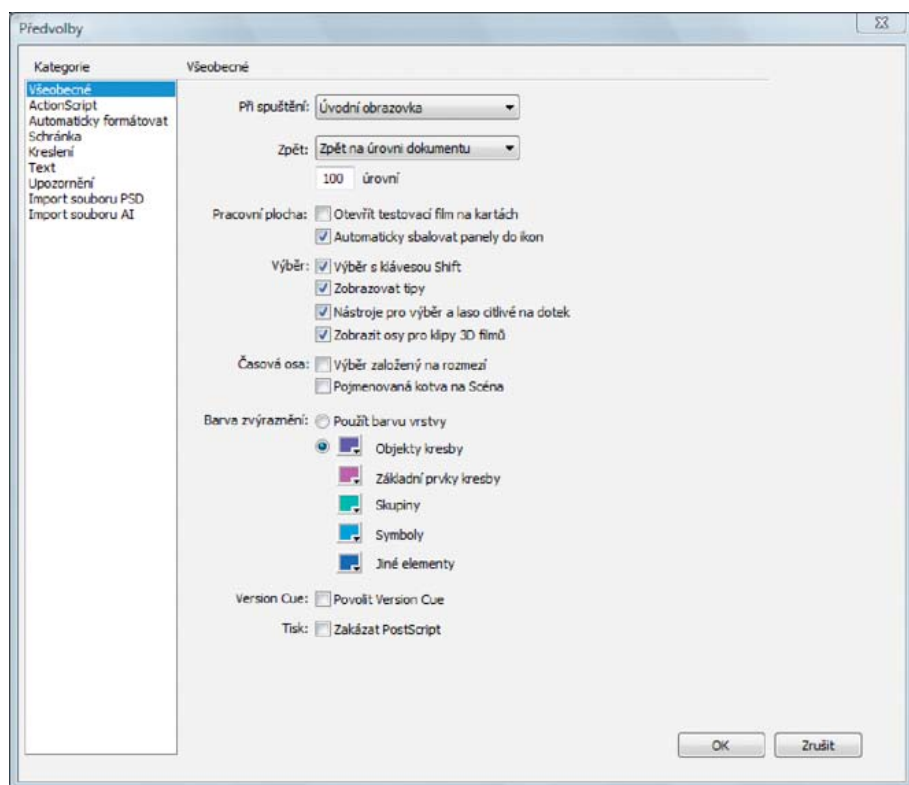 Předvolby
Kategorie
Všeobecné
ActionScript
Automaticky formátovat
Schránka
Kreslení
Text
Upozornění
Import souboru PSD
Import souboru AI
Všeobecné
Při spuštění: Úvodní obrazovka
Zpět: Zpět na úrovni dokumentu
100 úrovní
Pracovní plocha: Otevřít testovací film na kartách
Automaticky sbalovat panely do ikon
Výběr: Výběr s klávesou Shift
Zobrazovat tipy
Nástroje pro výběr a laso citlivé na dotek
Zobrazit osy pro klipy 3D filmů
Časová osa: Výběr založený na rozmezí
Pojmenovaná kotva na Scéna
Barva zvýraznění: Použít barvu vrstvy
Objekty kresby
Základní prvky kresby
Skupiny
Symboly
Jiné elementy
Version Cue: Povolit Version Cue
Tisk: Zakázat PostScript
OK Zrušit